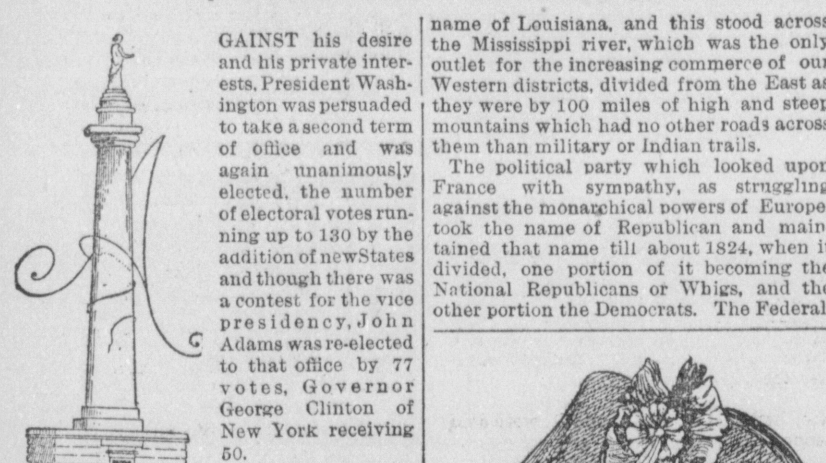 GAINST his desire
and his private inter-
ests, President Wash-
ington was persuaded
to take a second term
of office and was
again unanimously
elected, the number
of electoral votes run-
ning up to 130 by the
addition of new States
and though there was
a contest for the vice
presidency, John
Adams was re-elected
to that office by 77
votes, Governor
George Clinton of
New York receiving
50.
name of Louisiana, and this stood across
the Mississippi river, which was the only
outlet for the increasing commerce of our
Western districts, divided from the East as
they were by 100 miles of high and steep
mountains which had no other roads across
them than military or Indian trails.
The political party which looked upon
France with sympathy, as struggling
against the monarchical powers of Europe
took the name of Republican and main
tained that name till about 1824, when it
divided, one portion of it becoming the
National Republicans or Whigs, and the
other portion the Democrats. The Federal